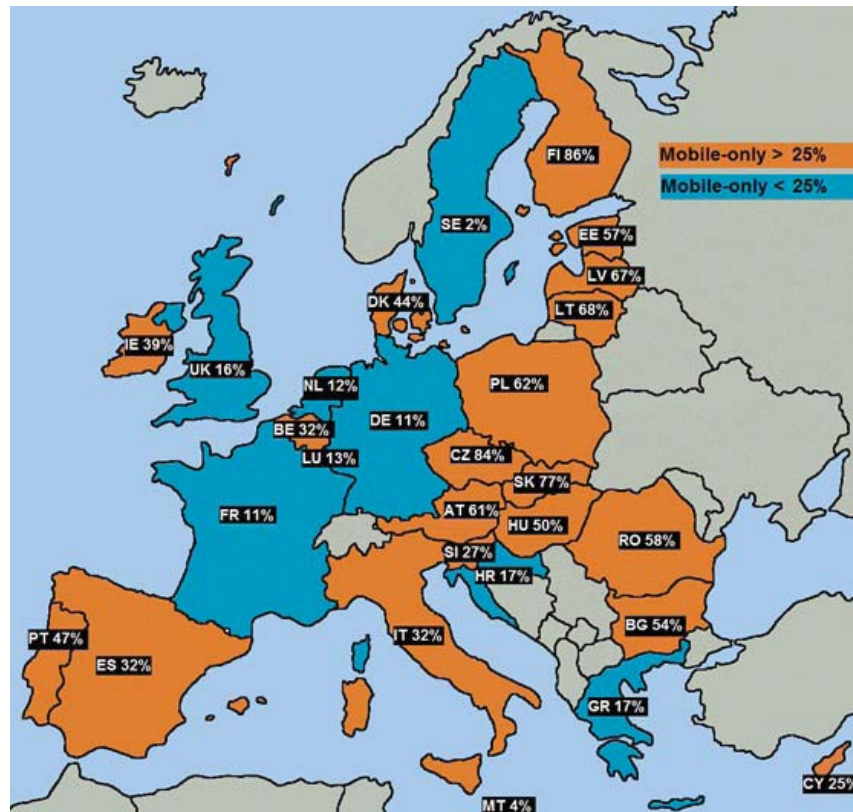 FI 86%
Mobile-only > 25%
Mobile-only < 25%
SE 2%
EE 57%
LV 67%
DK 44%
LT 68%
IE 39%
UK 16%
NL 12%
PL 62%
DE 11%
BE 32%
LU 13%
CZ 84%
SK 77%
FR 11%
AT 61%
HU 50%
RO 58%
SI 27%
HR 17%
PT 47%
IT 32%
BG 54%
ES 32%
GR 17%
CY 25%
MT 4%